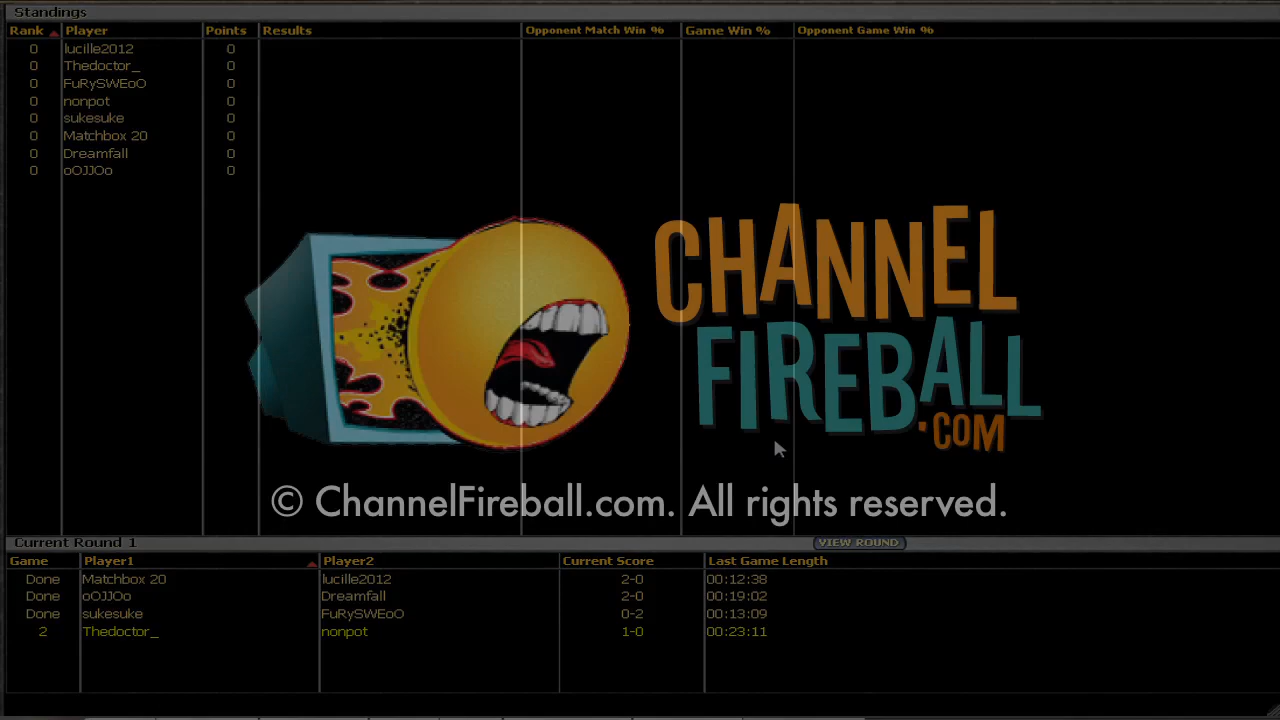 Standings
Rank Player Points Results Opponent Match Win % Game Win % Opponent Game Win %
0 lucille2012 0
0 Thedoctor_ 0
0 FuRySWEoO 0
0 nonpot 0
0 sukesuke 0
0 Matchbox 20 0
0 Dreamfall 0
0 oOJJOo 0
CHANNEL
FIREBALL
.COM
© ChannelFireball.com. All rights reserved.
Current Round 1 VIEW ROUND
Game Player1 Player2 Current Score Last Game Length
Done Matchbox 20 lucille2012 2-0 00:12:38
Done oOJJOo Dreamfall 2-0 00:19:02
Done sukesuke FuRySWEoO 0-2 00:13:09
2 Thedoctor_ nonpot 1-0 00:23:11